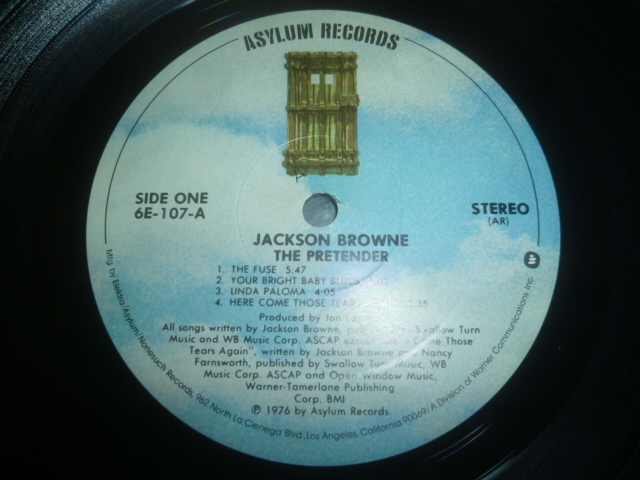 ASYLUM RECORDS
SIDE ONE
6E-107-A
STEREO
(AR)
JACKSON BROWNE
THE PRETENDER
1. THE FUSE 5:47
2. YOUR BRIGHT BABY BLUES
3. LINDA PALOMA 4:05
4. HERE COME THOSE TEARS :35
Produced by Jon
All songs written by Jackson Browne, Swallow Turn
Music and WB Music Corp. ASCAP Come Those
Tears Again", written by Jackson Browne and Nancy
Farnsworth, published by Swallow Turn Music, WB
Music Corp. ASCAP and Open Window Music,
Warner-Tamerlane Publishing
Corp. BMI
℗ 1976 by Asylum Records
Mfg by Elektra/Asylum/Nonesuch Records, 962 North La Cienega Blvd., Los Angeles, California 90069/A Division of Warner Communications Inc.